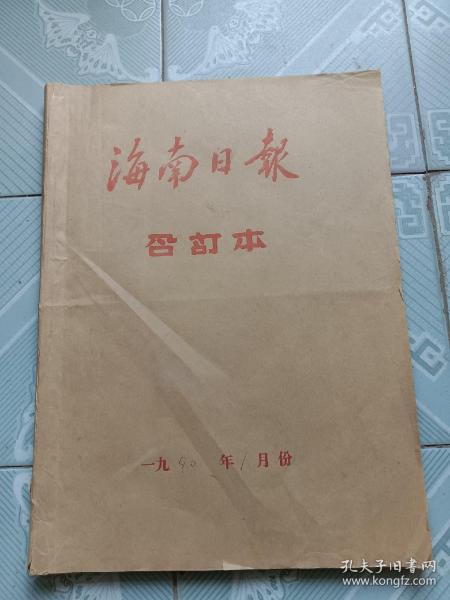 海南日報
合訂本
一九90年1月份
孔夫子旧书网
www.kongfz.com